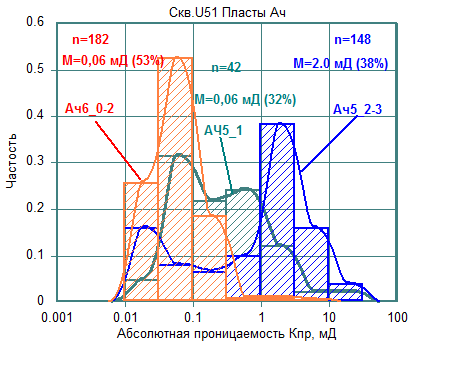 Скв.U51 Пласты Ач
0.6
n=182
n=148
M=0,06 мД (53%)
n=42
M=2.0 мД (38%)
0.5
M=0,06 мД (32%)
Ач6_0-2
АЧ5_1
Ач5_2-3
0.4
Частость
0.3
0.2
0.1
0
0.001
0.01
0.1
1
10
100
Абсолютная проницаемость Кпр, мД